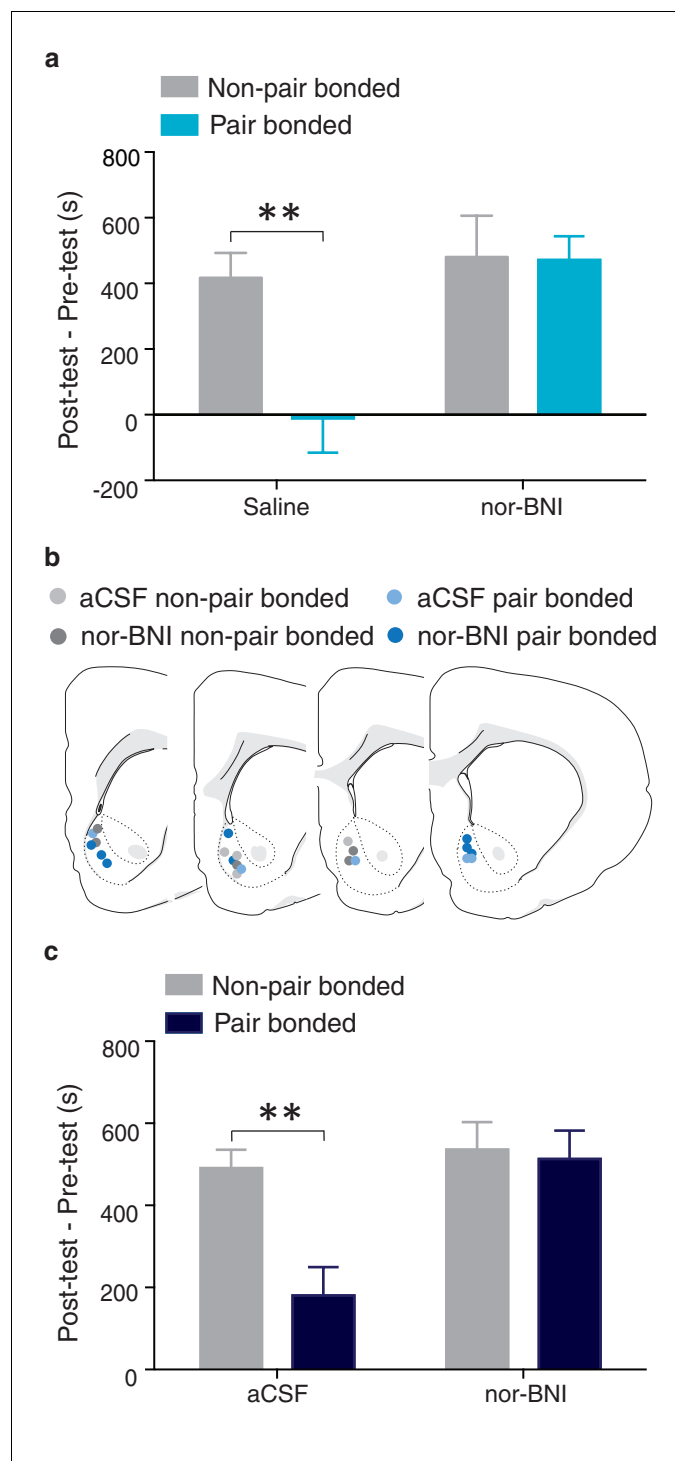 a
Non-pair bonded
Pair bonded
Post-test - Pre-test (s)
800
600
400
200
0
-200
**
Saline
nor-BNI
b
aCSF non-pair bonded
aCSF pair bonded
nor-BNI non-pair bonded
nor-BNI pair bonded
c
Non-pair bonded
Pair bonded
Post-test - Pre-test (s)
800
600
400
200
0
**
aCSF
nor-BNI